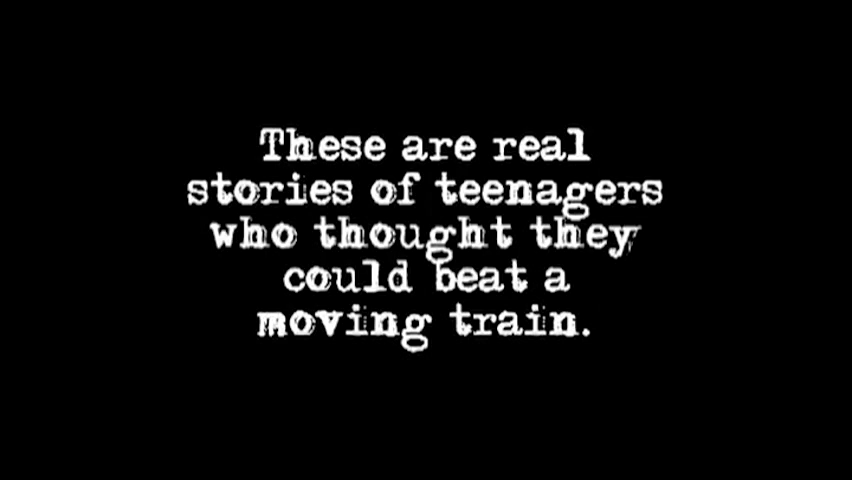 These are real
stories of teenagers
who thought they
could beat a
moving train.